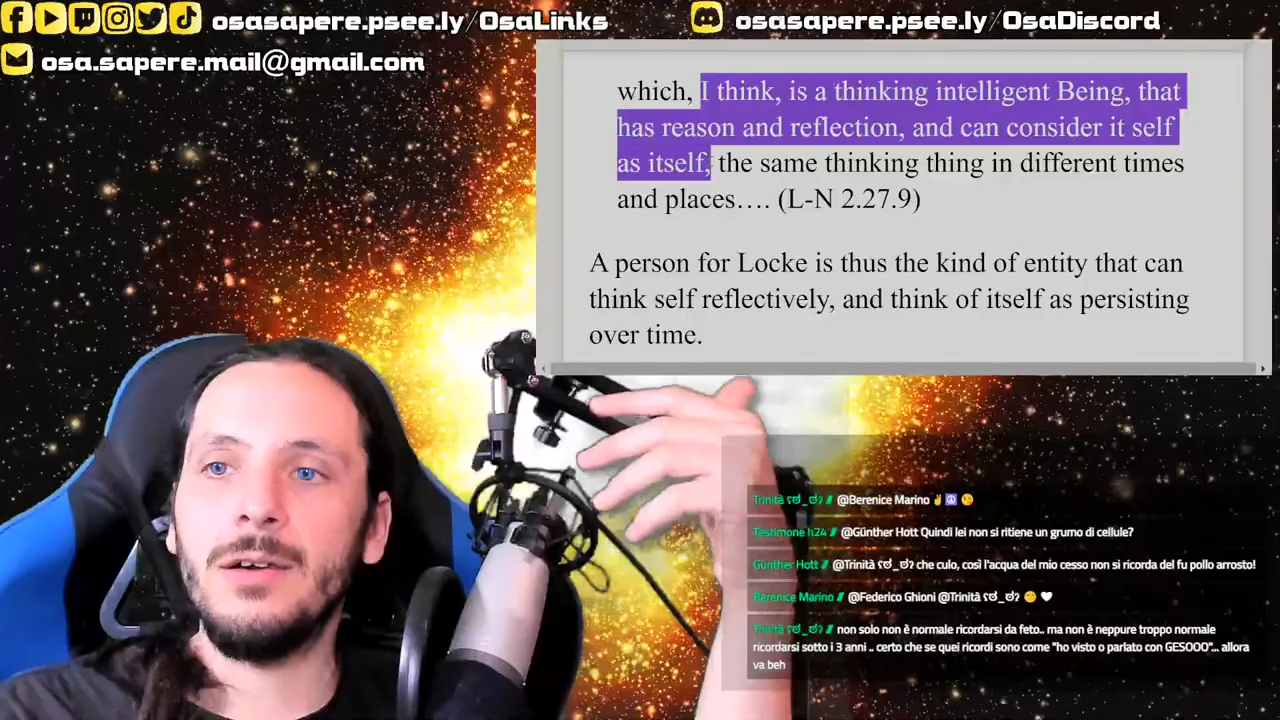 osasapere.psee.ly/OsaLinks
osasapere.psee.ly/OsaDiscord
osa.sapere.mail@gmail.com
which, I think, is a thinking intelligent Being, that
has reason and reflection, and can consider it self
as itself, the same thinking thing in different times
and places…. (L-N 2.27.9)
A person for Locke is thus the kind of entity that can
think self reflectively, and think of itself as persisting
over time.
Trinità ʕಠ_ಠʔ // @Berenice Marino ✌️☮️😘
Testimone h24 // @Günther Hott Quindi lei non si ritiene un grumo di cellule?
Günther Hott // @Trinità ʕಠ_ಠʔ che culo, così l'acqua del mio cesso non si ricorda del fu pollo arrosto!
Berenice Marino // @Federico Ghioni @Trinità ʕಠ_ಠʔ 😘 🤍
Trinità ʕಠ_ಠʔ // non solo non è normale ricordarsi da feto.. ma non è neppure troppo normale
ricordarsi sotto i 3 anni .. certo che se quei ricordi sono come "ho visto o parlato con GESOOO"... allora
va beh